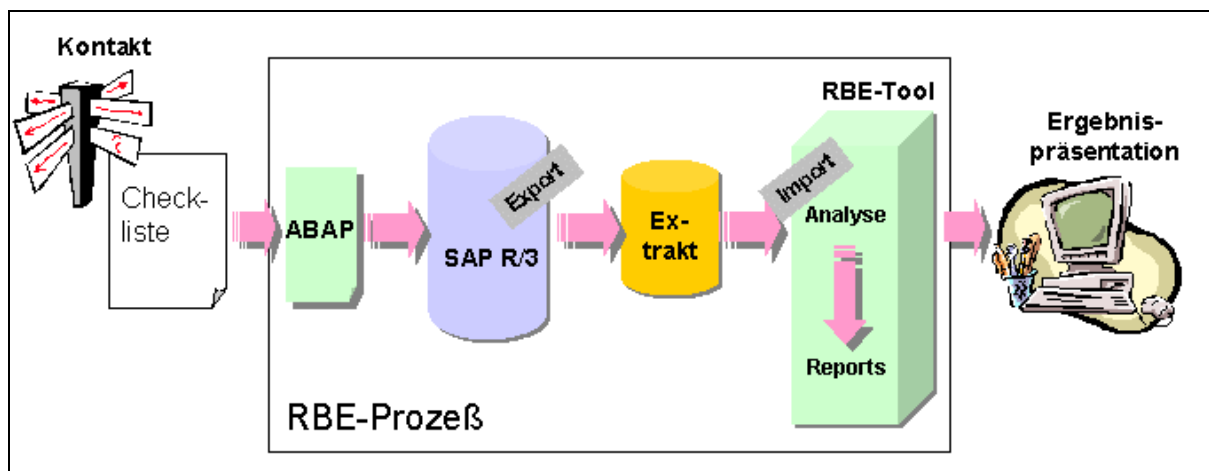 Kontakt
Check-
liste
ABAP
SAP R/3
Export
Ex-
trakt
RBE-Tool
Import
Analyse
Reports
RBE-Prozeß
Ergebnis-
präsentation